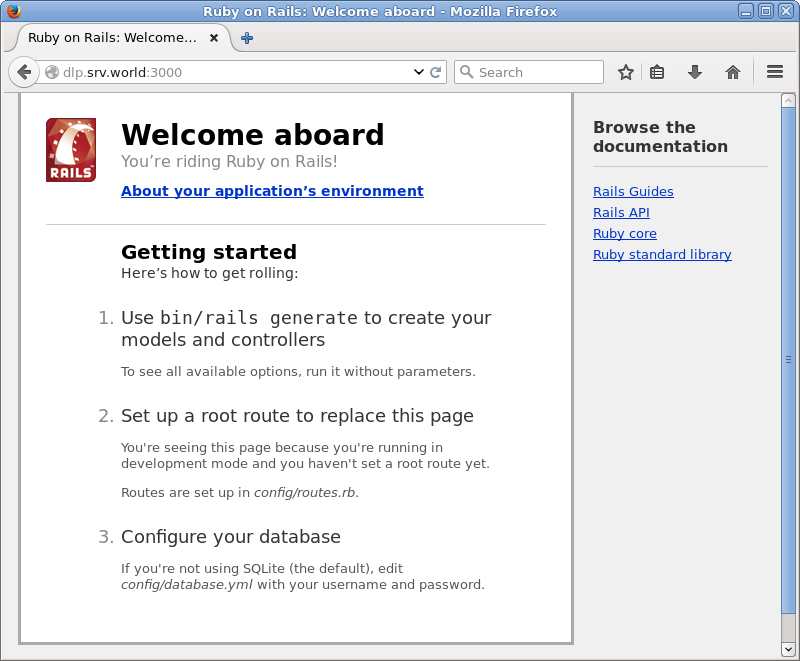 Ruby on Rails: Welcome aboard - Mozilla Firefox
Ruby on Rails: Welcome...
dlp.srv.world:3000
Search
RAILS
Welcome aboard
You’re riding Ruby on Rails!
About your application’s environment
Getting started
Here’s how to get rolling:
1. Use bin/rails generate to create your
models and controllers
To see all available options, run it without parameters.
2. Set up a root route to replace this page
You're seeing this page because you're running in
development mode and you haven't set a root route yet.
Routes are set up in config/routes.rb.
3. Configure your database
If you're not using SQLite (the default), edit
config/database.yml with your username and password.
Browse the
documentation
Rails Guides
Rails API
Ruby core
Ruby standard library